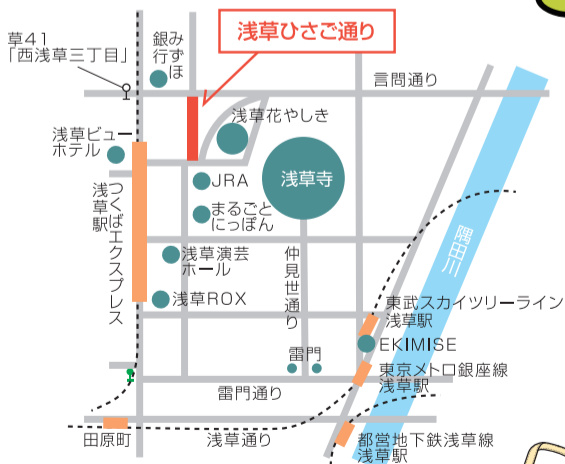 浅草ひさご通り
草41
「西浅草三丁目」
みずほ
銀行
言問通り
浅草花やしき
浅草ビュー
ホテル
浅草寺
JRA
つくばエクスプレス
浅草駅
まるごと
にっぽん
隅田川
浅草演芸
ホール
仲見世通り
浅草ROX
東武スカイツリーライン
浅草駅
EKIMISE
雷門
東京メトロ銀座線
浅草駅
雷門通り
田原町
浅草通り
都営地下鉄浅草線
浅草駅